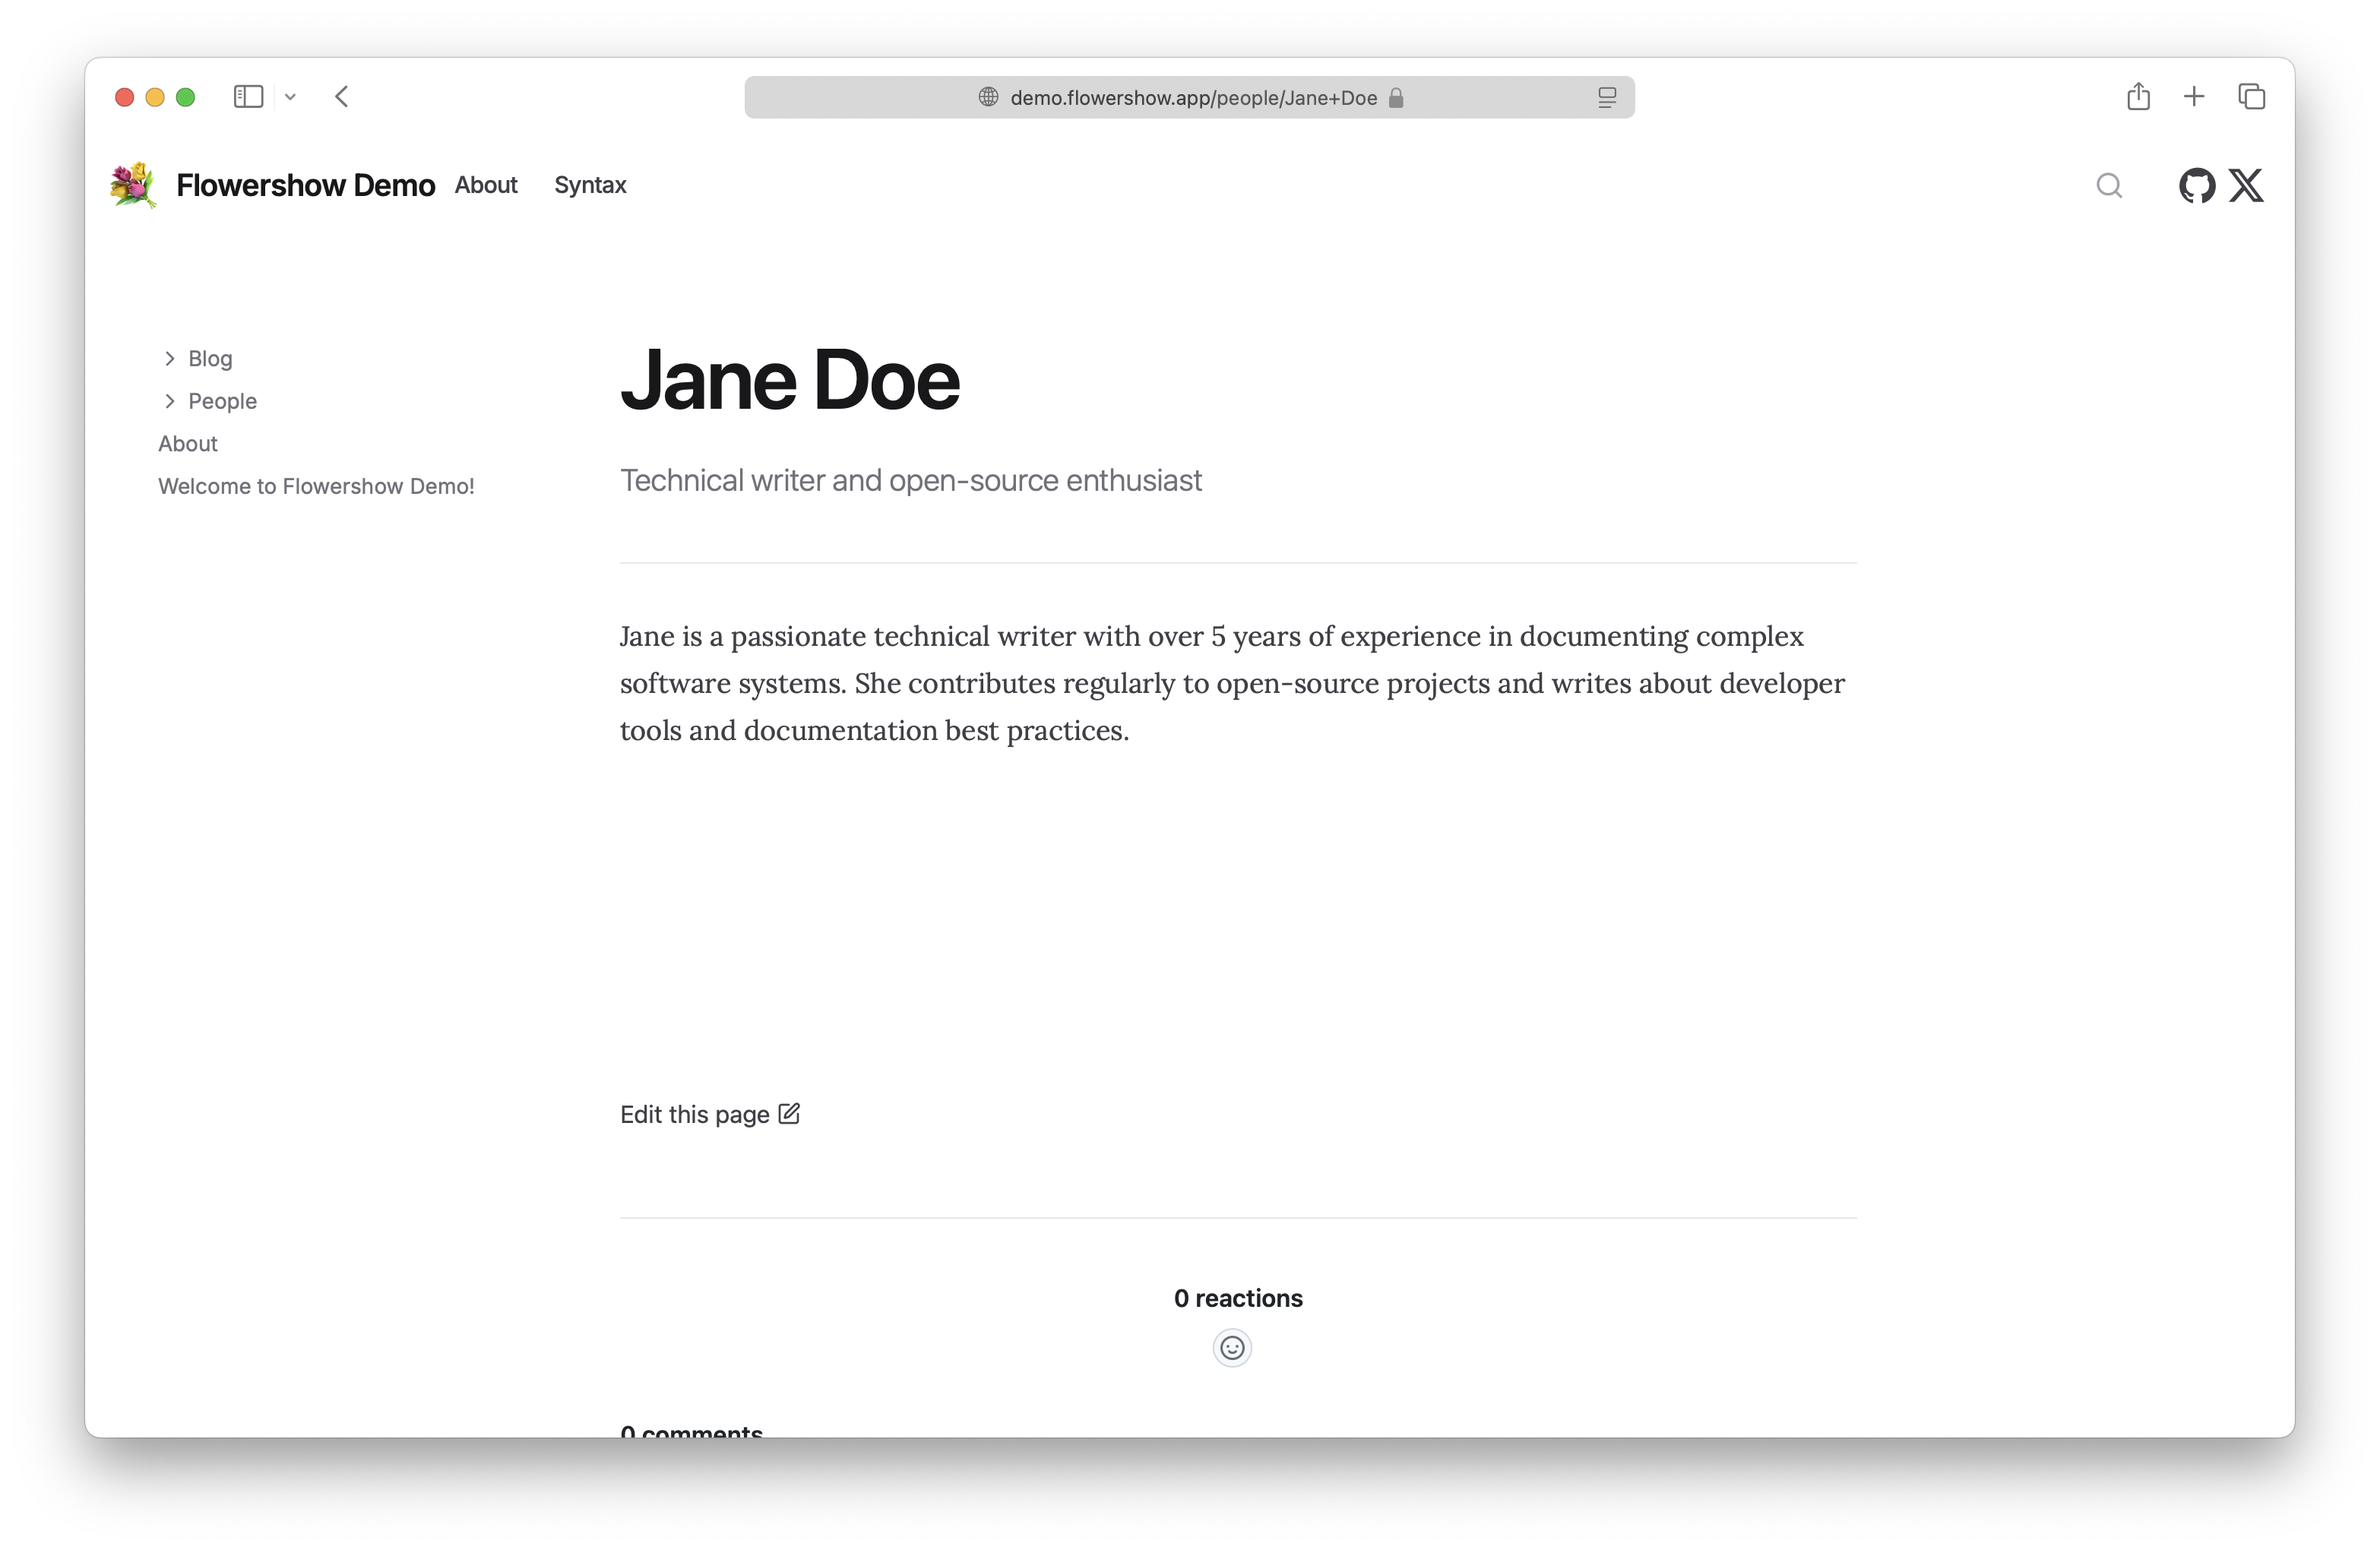 demo.flowershow.app/people/Jane+Doe
Flowershow Demo About Syntax
Blog
People
About
Welcome to Flowershow Demo!
Jane Doe
Technical writer and open-source enthusiast
Jane is a passionate technical writer with over 5 years of experience in documenting complex
software systems. She contributes regularly to open-source projects and writes about developer
tools and documentation best practices.
Edit this page
0 reactions
0 comments